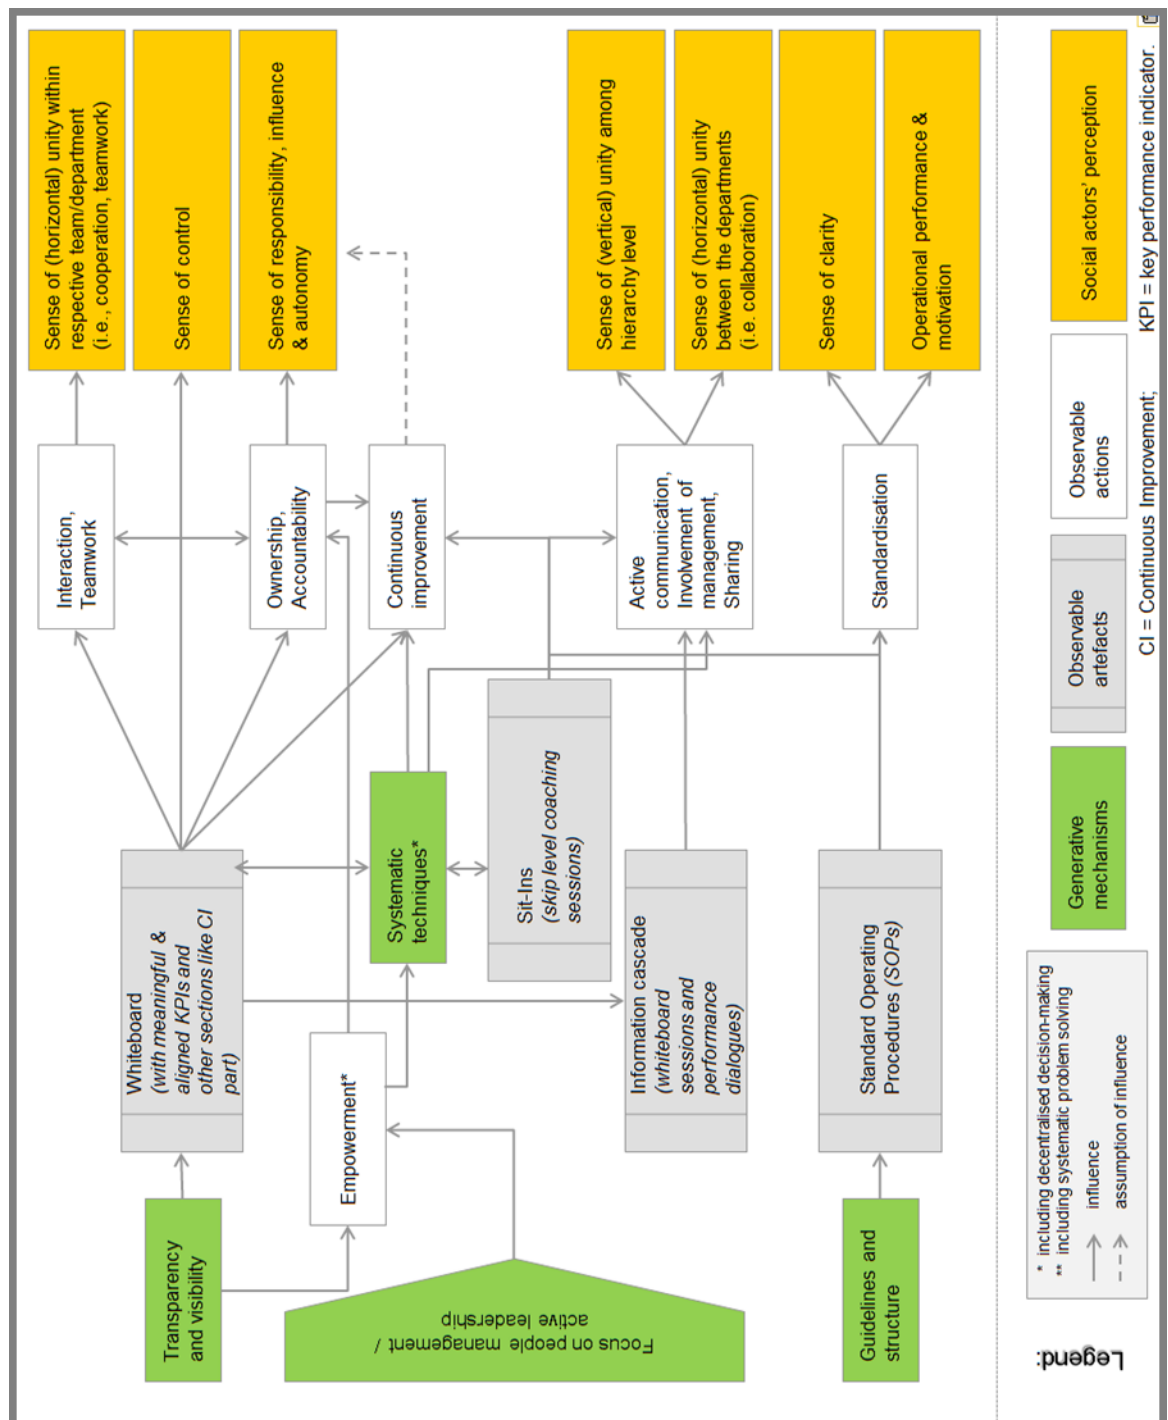 Transparency
and visibility
Focus on people management /
active leadership
Guidelines and
structure
Whiteboard
(with meaningful &
aligned KPIs and
other sections like CI
part)
Empowerment*
Systematic
techniques*
Sit-Ins
(skip level coaching
sessions)
Information cascade
(whiteboard
sessions and
performance
dialogues)
Standard Operating
Procedures (SOPs)
Interaction,
Teamwork
Ownership,
Accountability
Continuous
improvement
Active
communication,
Involvement of
management,
Sharing
Standardisation
Sense of (horizontal) unity within
respective team/department
(i.e., cooperation, teamwork)
Sense of control
Sense of responsibility, influence
& autonomy
Sense of (vertical) unity among
hierarchy level
Sense of (horizontal) unity
between the departments
(i.e. collaboration)
Sense of clarity
Operational performance &
motivation
Legend:
* including decentralised decision-making
** including systematic problem solving
influence
assumption of influence
Generative
mechanisms
Observable
artefacts
Observable
actions
Social actors' perception
CI = Continuous Improvement; KPI = key performance indicator.